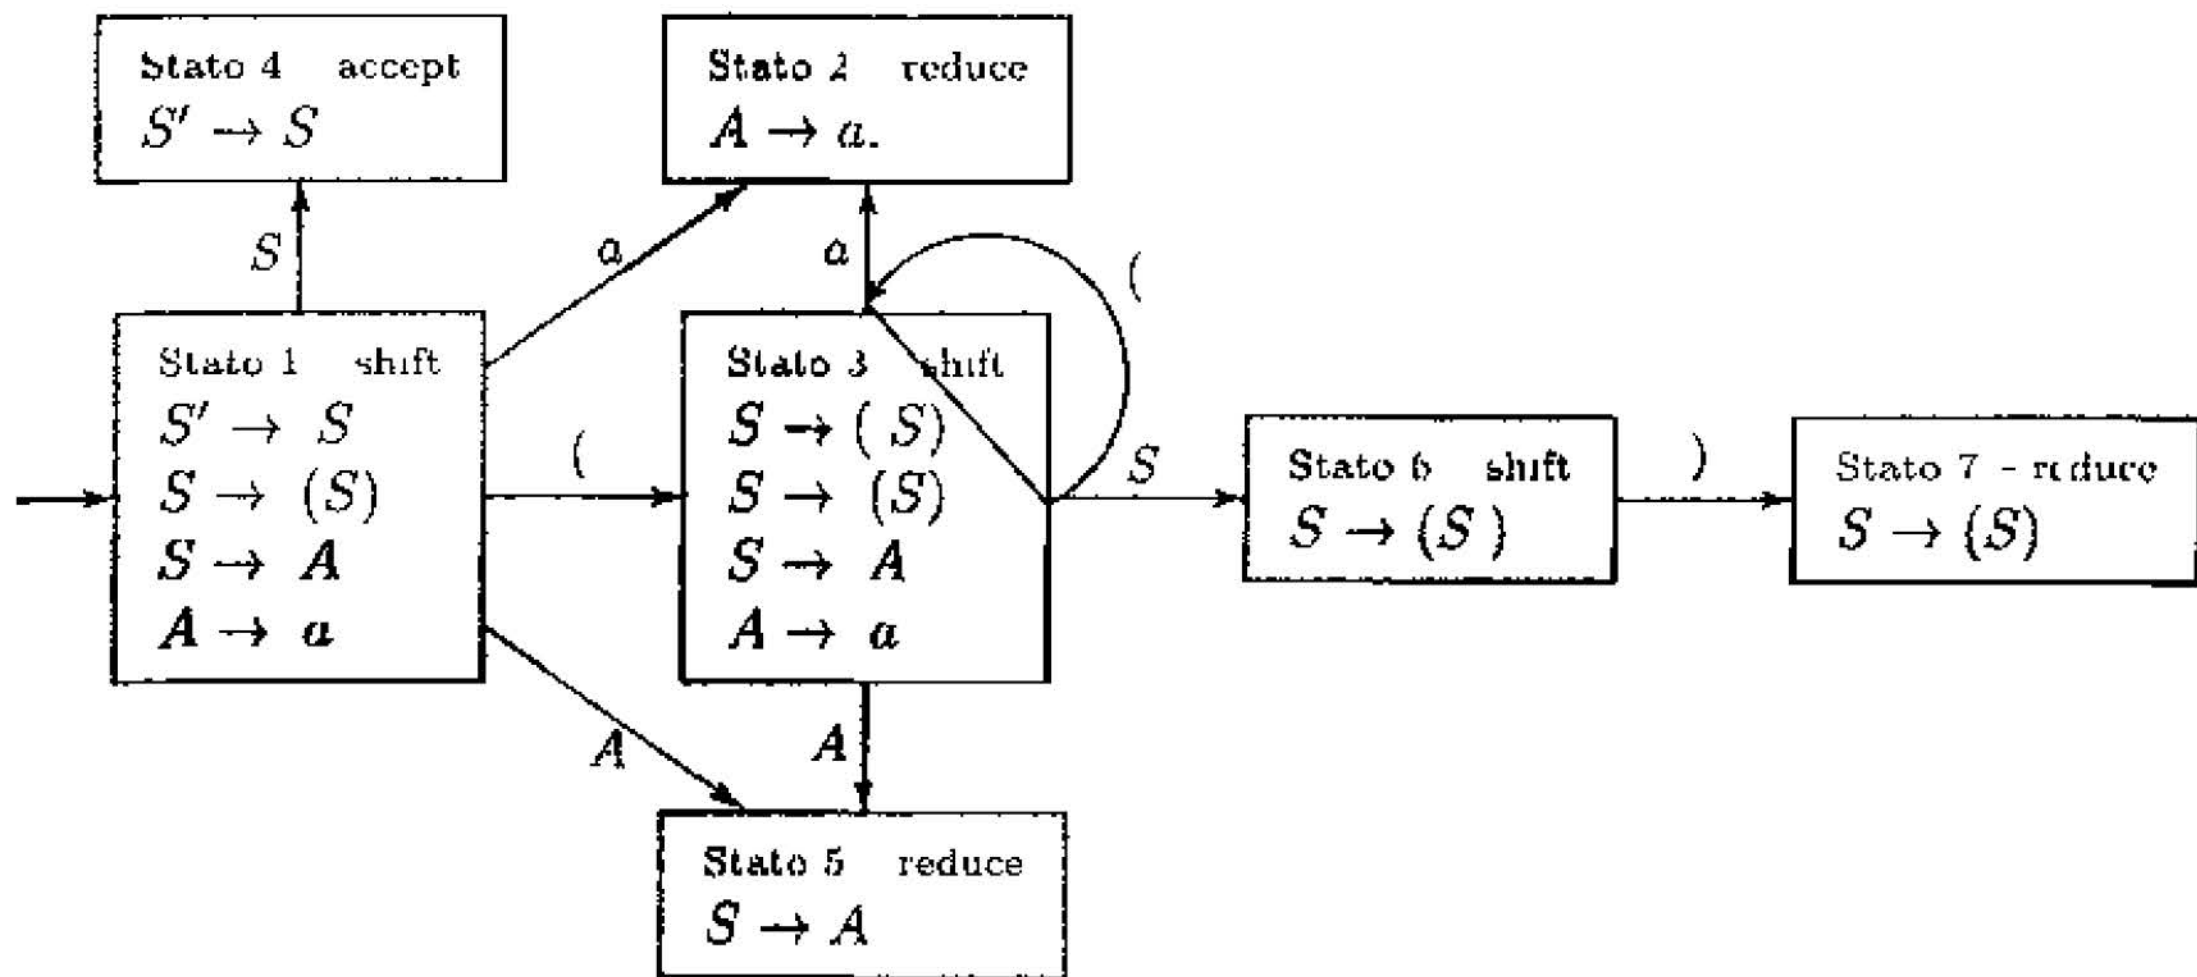 Stato 4 accept
S' → S
Stato 2 reduce
A → a.
S
a
a
(
Stato 1 shift
S' → S
S → (S)
S → A
A → a
(
Stato 3 shift
S → ( S)
S → (S)
S → A
A → a
S
Stato 6 shift
S → (S )
)
Stato 7 - reduce
S → (S)
A
A
Stato 5 reduce
S → A